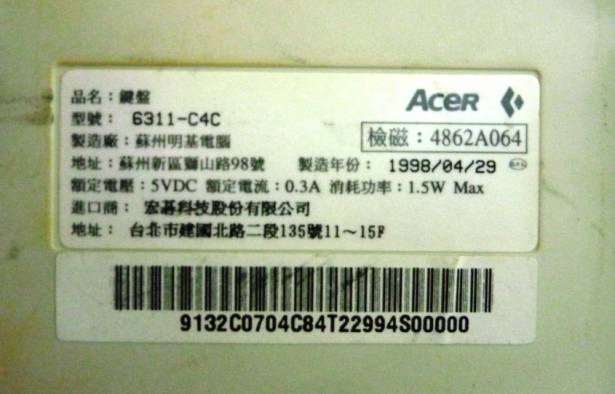 品名：鍵盤
ACER
型號：6311-C4C
檢磁：4862A064
製造廠：蘇州明基電腦
地址：蘇州新區獅山路98號 製造年份：1998/04/29
額定電壓：5VDC 額定電流：0.3A 消耗功率：1.5W Max
進口商：宏碁科技股份有限公司
地址：台北市建國北路二段135號11～15F
9132C0704C84T22994S00000